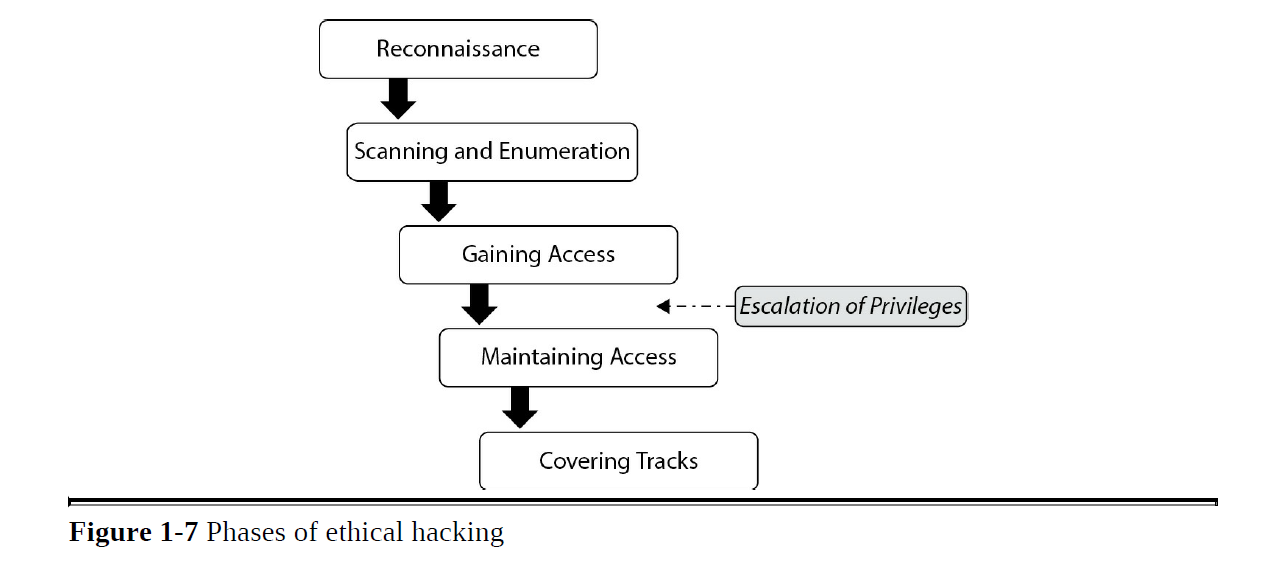 Reconnaissance
Scanning and Enumeration
Gaining Access
Escalation of Privileges
Maintaining Access
Covering Tracks
Figure 1-7 Phases of ethical hacking